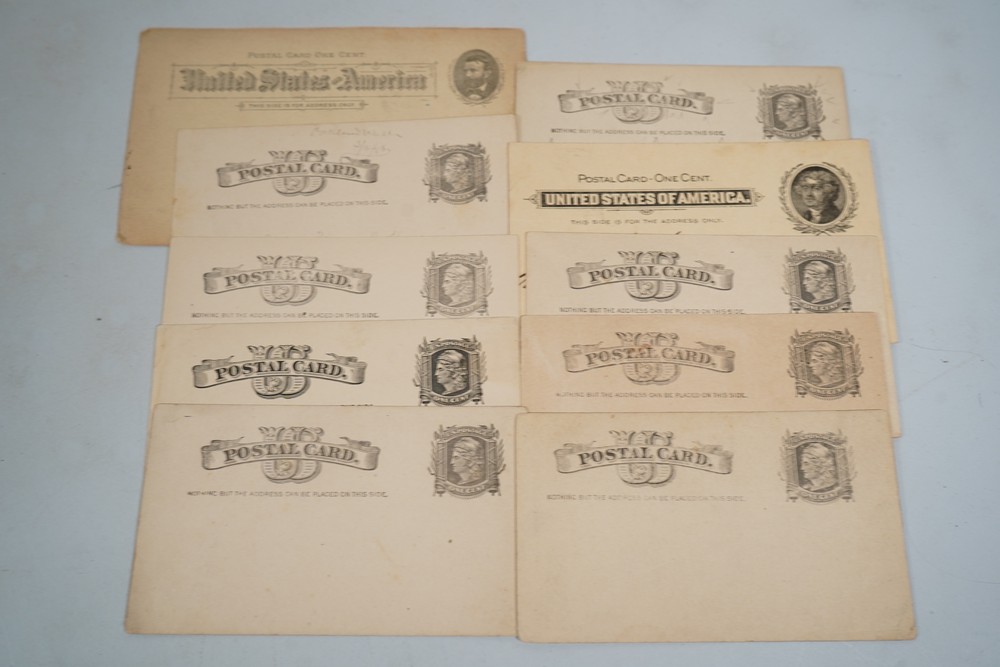 POSTAL CARD-ONE CENT.
United States of America
THIS SIDE IS FOR ADDRESS ONLY.
POSTAL CARD.
NOTHING BUT THE ADDRESS CAN BE PLACED ON THIS SIDE.
POSTAL CARD.
NOTHING BUT THE ADDRESS CAN BE PLACED ON THIS SIDE.
POSTAL CARD-ONE CENT.
UNITED STATES OF AMERICA.
THIS SIDE IS FOR THE ADDRESS ONLY.
POSTAL CARD.
NOTHING BUT THE ADDRESS CAN BE PLACED ON THIS SIDE.
POSTAL CARD.
NOTHING BUT THE ADDRESS CAN BE PLACED ON THIS SIDE.
POSTAL CARD.
POSTAL CARD.
NOTHING BUT THE ADDRESS CAN BE PLACED ON THIS SIDE.
POSTAL CARD.
ONE CENT
NOTHING BUT THE ADDRESS CAN BE PLACED ON THIS SIDE.
POSTAL CARD.
ONE CENT
NOTHING BUT THE ADDRESS CAN BE PLACED ON THIS SIDE.